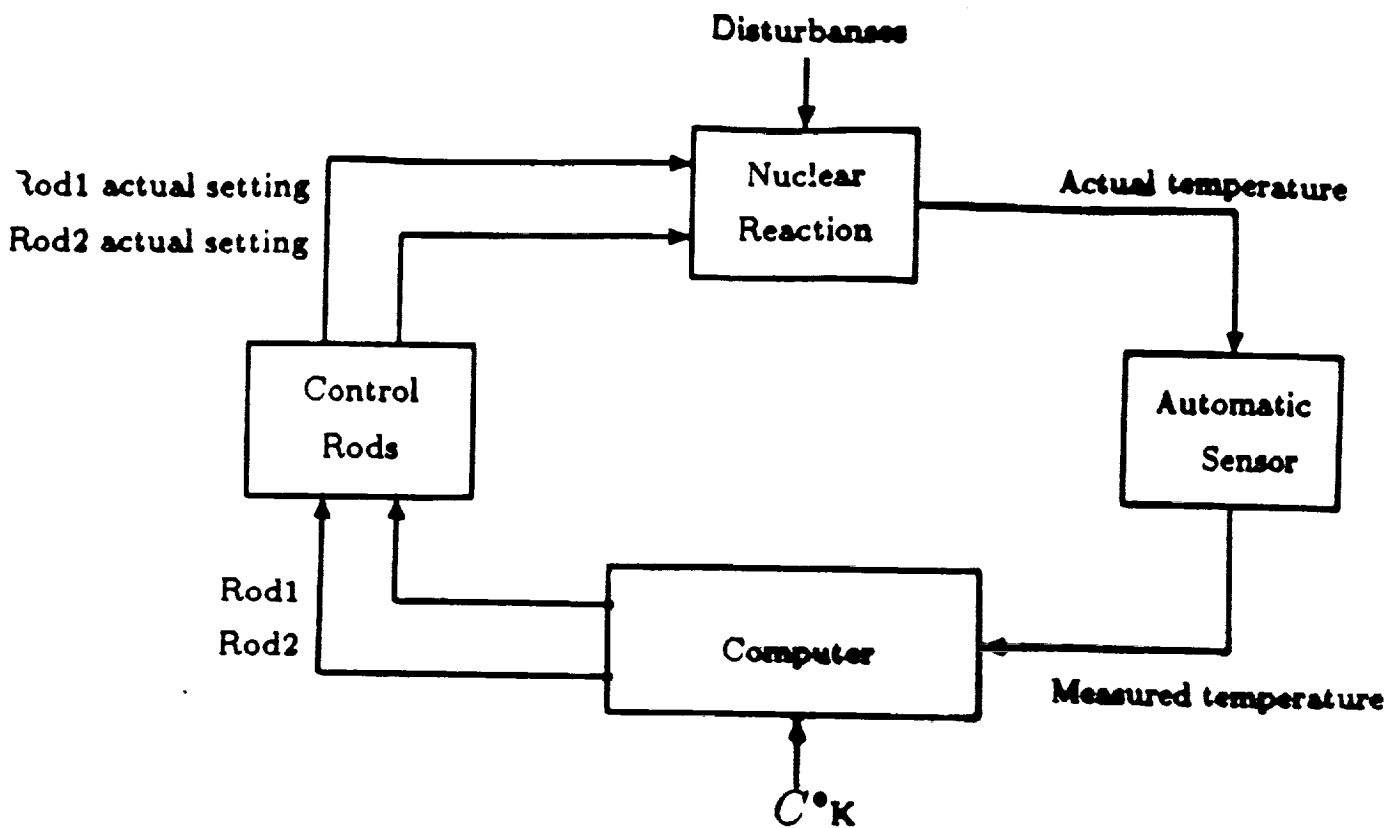 Disturbanses
Nuclear
Reaction
Rod1 actual setting
Rod2 actual setting
Actual temperature
Control
Rods
Automatic
Sensor
Rod1
Rod2
Computer
Measured temperature
C°K